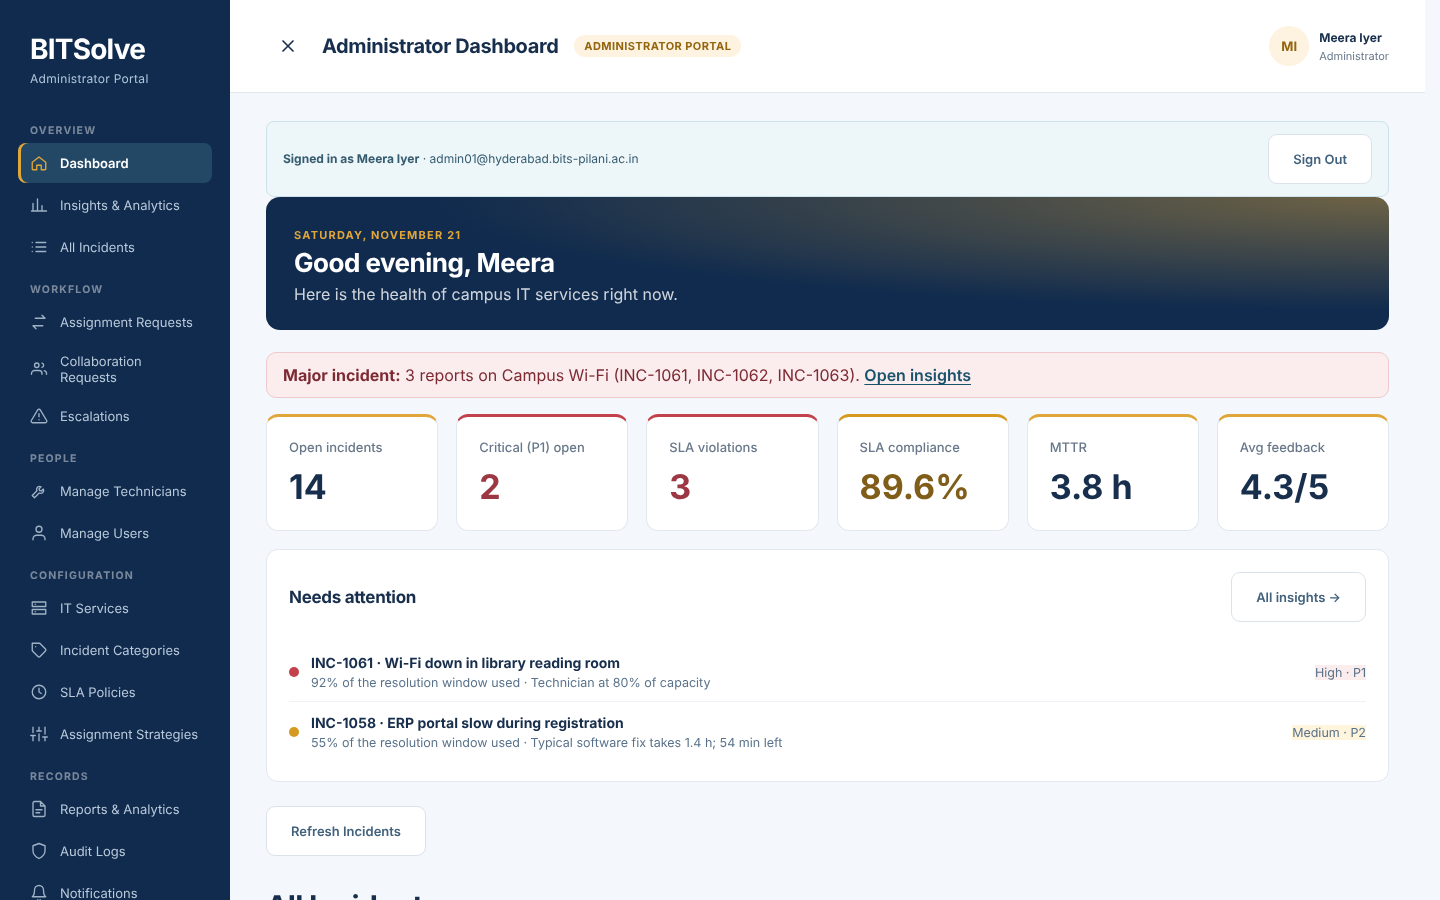 BITSolve
Administrator Portal
OVERVIEW
Dashboard
Insights & Analytics
All Incidents
WORKFLOW
Assignment Requests
Collaboration
Requests
Escalations
PEOPLE
Manage Technicians
Manage Users
CONFIGURATION
IT Services
Incident Categories
SLA Policies
Assignment Strategies
RECORDS
Reports & Analytics
Audit Logs
Notifications
Administrator Dashboard
ADMINISTRATOR PORTAL
MI
Meera Iyer
Administrator
Signed in as Meera Iyer · admin01@hyderabad.bits-pilani.ac.in
Sign Out
SATURDAY, NOVEMBER 21
Good evening, Meera
Here is the health of campus IT services right now.
Major incident: 3 reports on Campus Wi-Fi (INC-1061, INC-1062, INC-1063). Open insights
Open incidents
14
Critical (P1) open
2
SLA violations
3
SLA compliance
89.6%
MTTR
3.8 h
Avg feedback
4.3/5
Needs attention
All insights →
INC-1061 · Wi-Fi down in library reading room
92% of the resolution window used · Technician at 80% of capacity
High · P1
INC-1058 · ERP portal slow during registration
55% of the resolution window used · Typical software fix takes 1.4 h; 54 min left
Medium · P2
Refresh Incidents